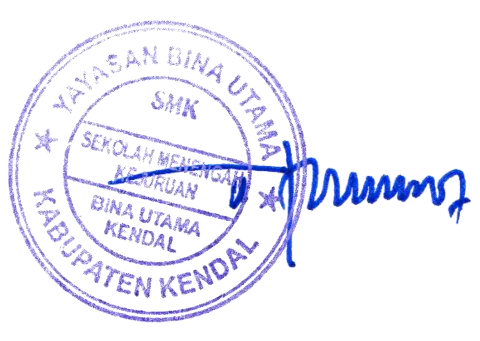 YAYASAN BINA UTAMA
SMK
SEKOLAH MENENGAH
KEJURUAN
BINA UTAMA
KENDAL
KABUPATEN KENDAL